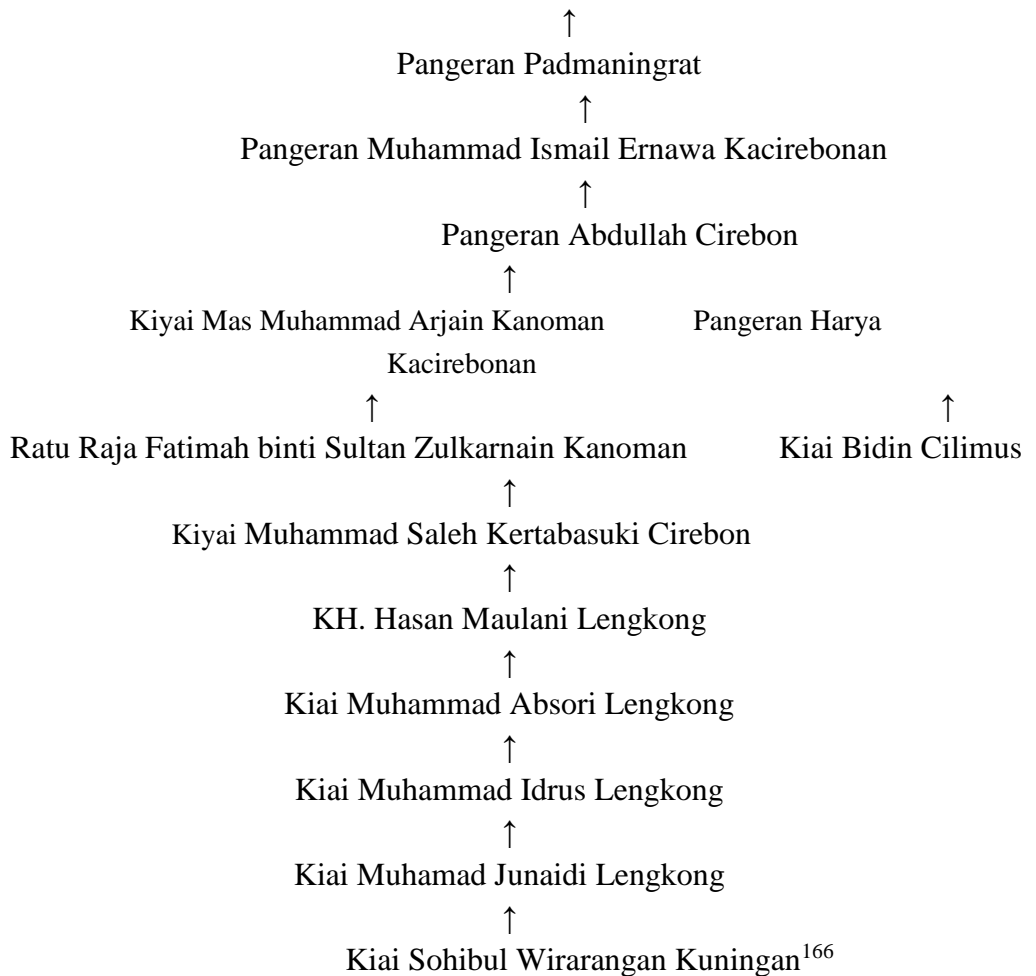 ↑
Pangeran Padmaningrat
↑
Pangeran Muhammad Ismail Ernawa Kacirebonan
↑
Pangeran Abdullah Cirebon
↑
Kiyai Mas Muhammad Arjain Kanoman Pangeran Harya
Kacirebonan
↑ ↑
Ratu Raja Fatimah binti Sultan Zulkarnain Kanoman Kiai Bidin Cilimus
↑
Kiyai Muhammad Saleh Kertabasuki Cirebon
↑
KH. Hasan Maulani Lengkong
↑
Kiai Muhammad Absori Lengkong
↑
Kiai Muhammad Idrus Lengkong
↑
Kiai Muhamad Junaidi Lengkong
↑
Kiai Sohibul Wirarangan Kuningan166